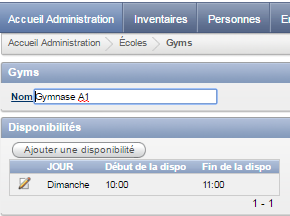 Accueil Administration Inventaires Personnes
Accueil Administration Écoles Gyms
Gyms
Nom Gymnase A1
Disponibilités
Ajouter une disponibilité
JOUR Début de la dispo Fin de la dispo
Dimanche 10:00 11:00
1 - 1